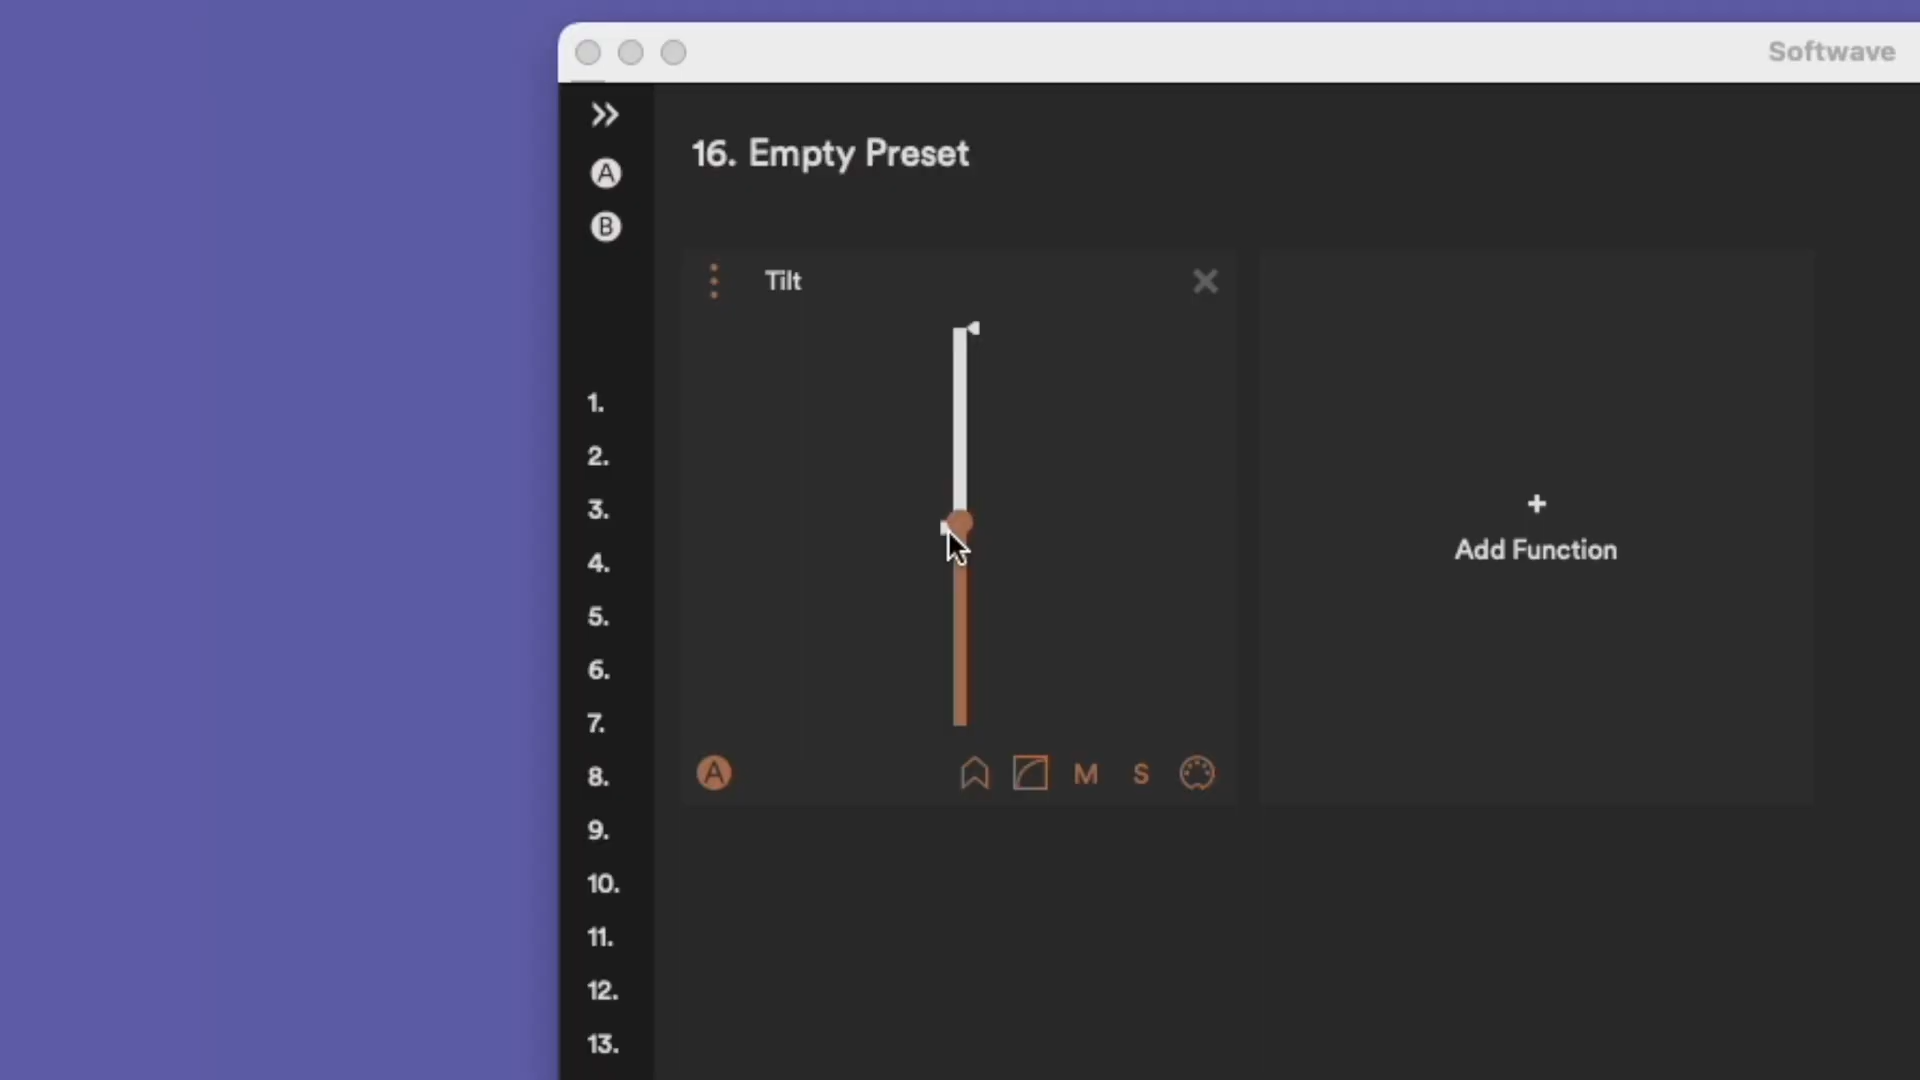 Softwave
A
B
16. Empty Preset
Tilt
+
Add Function
A
M
S
1.
2.
3.
4.
5.
6.
7.
8.
9.
10.
11.
12.
13.